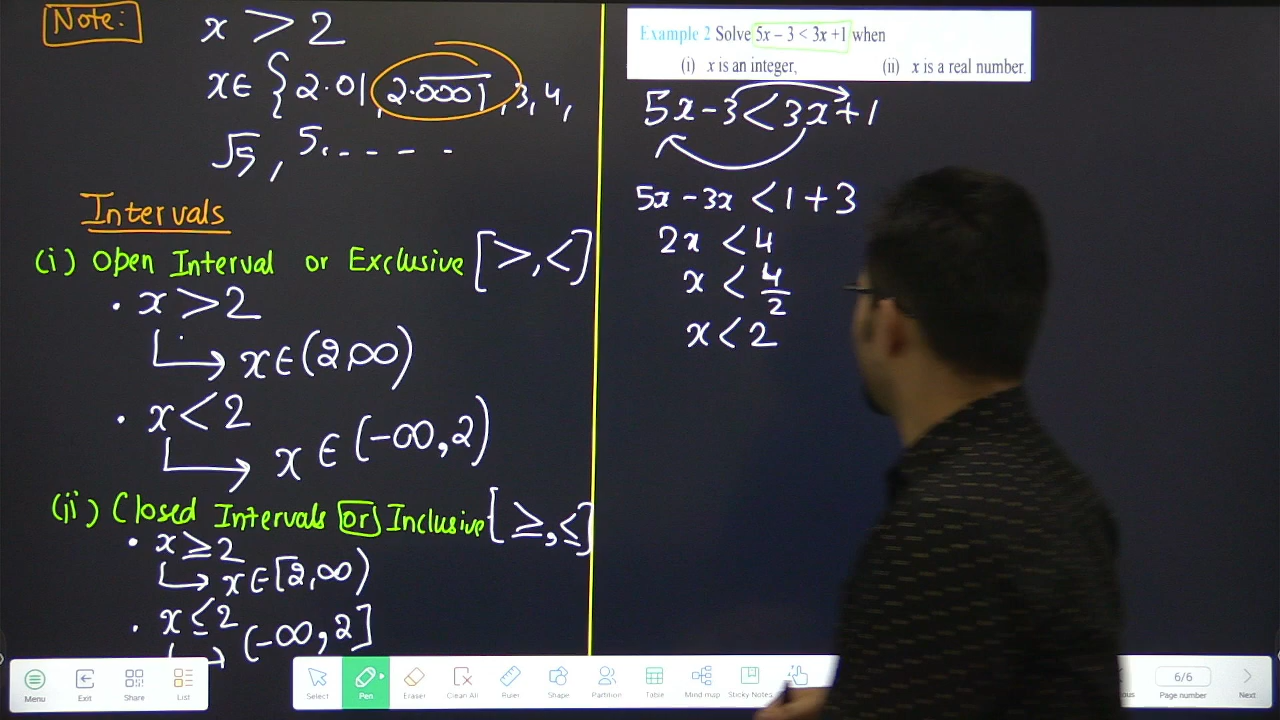 Note:
x > 2
x ∈ { 2.01, 2.0001, 3, 4,
√5, 5, - - - -
Intervals
(i) Open Interval or Exclusive [>, <]
• x > 2
x ∈ (2, ∞)
• x < 2
x ∈ (-∞, 2)
(ii) Closed Intervals or Inclusive [≥, ≤]
• x ≥ 2
x ∈ [2, ∞)
• x ≤ 2
(-∞, 2]
Example 2 Solve 5x – 3 < 3x +1 when
(i) x is an integer, (ii) x is a real number.
5x - 3 < 3x + 1
5x - 3x < 1 + 3
2x < 4
x < 4/2
x < 2
Menu Exit Share List Select Pen Eraser Clean All Ruler Shape Partition Table Mind map Sticky Notes Page number Next
6/6